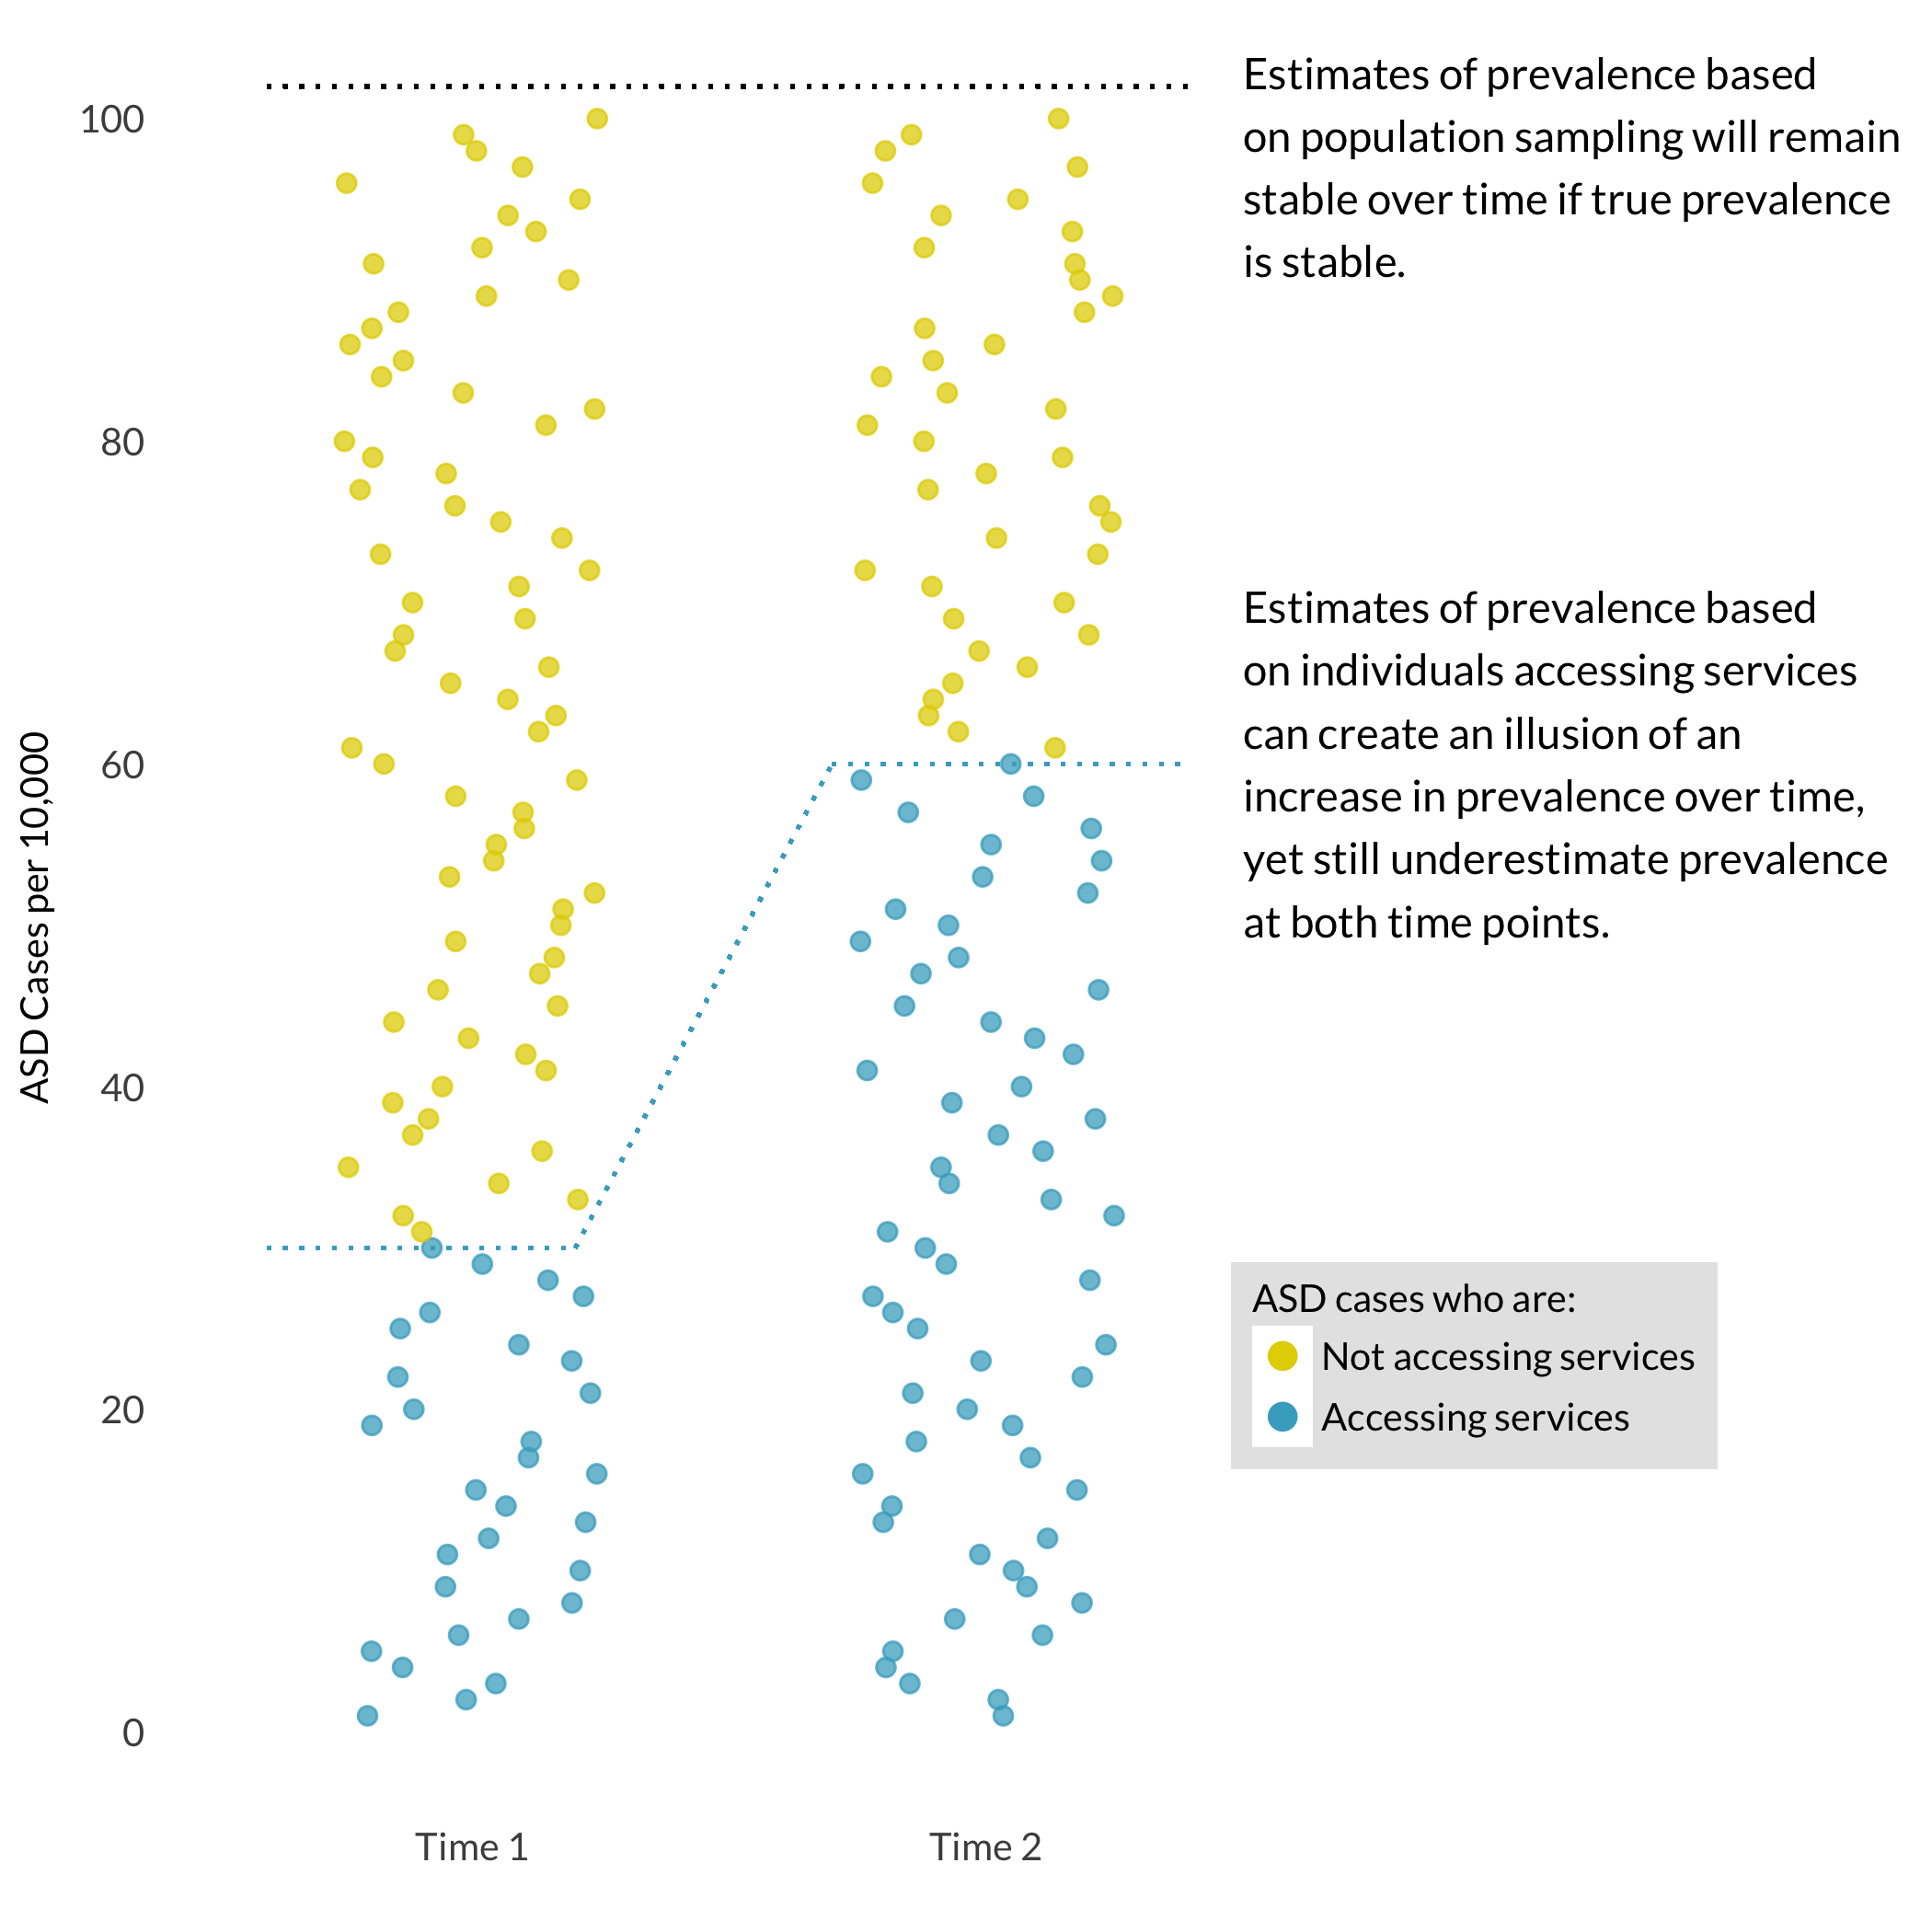 Estimates of prevalence based
on population sampling will remain
stable over time if true prevalence
is stable.
Estimates of prevalence based
on individuals accessing services
can create an illusion of an
increase in prevalence over time,
yet still underestimate prevalence
at both time points.
ASD Cases per 10,000
100
80
60
40
20
0
Time 1
Time 2
ASD cases who are:
Not accessing services
Accessing services